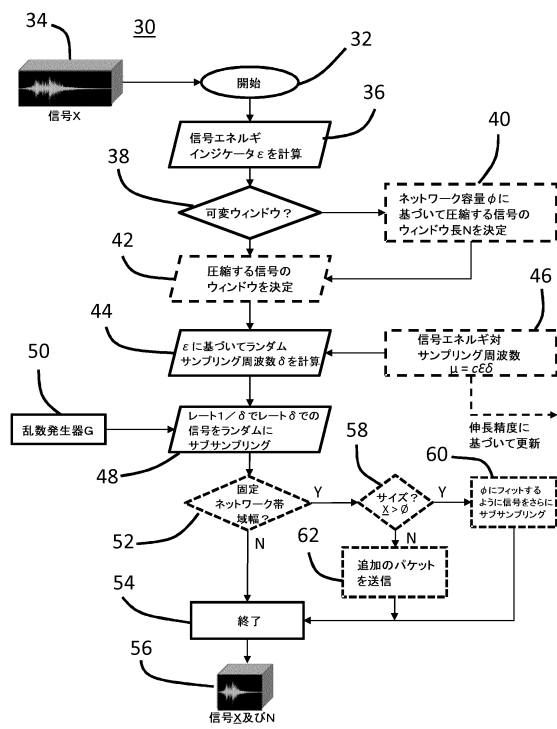 34
30
32
開始
信号X
36
信号エネルギ
インジケータεを計算
38
40
可変ウィンドウ?
ネットワーク容量φに
基づいて圧縮する信号の
ウィンドウ長Nを決定
42
圧縮する信号の
ウィンドウを決定
44
46
εに基づいてランダム
サンプリング周波数δを計算
信号エネルギ対
サンプリング周波数
μ = cεδ
50
乱数発生器G
レート1/δでレートδでの
信号をランダムに
サブサンプリング
伸長精度に
基づいて更新
48
58
60
固定
ネットワーク帯
域幅?
Y
サイズ?
X > ∅
Y
φにフィットする
ように信号をさらに
サブサンプリング
52
N
62
N
追加のパケット
を送信
54
終了
56
信号X及びN